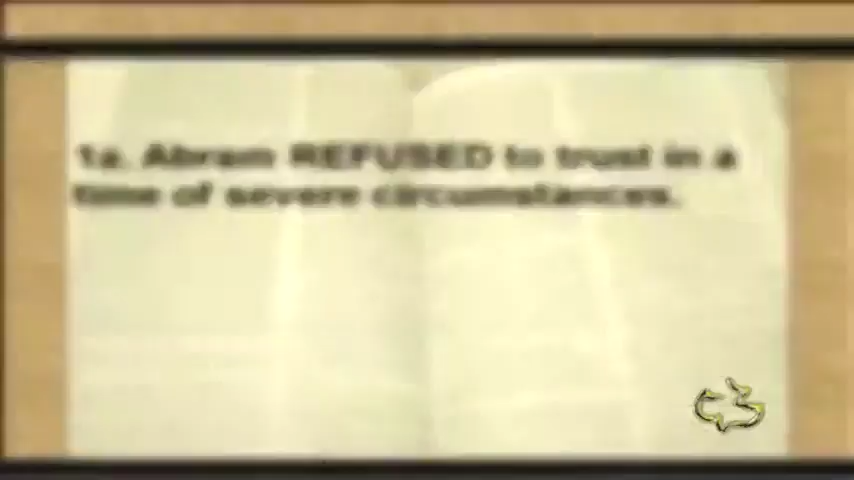 1a. Abram REFUSED to trust in a
time of severe circumstances.